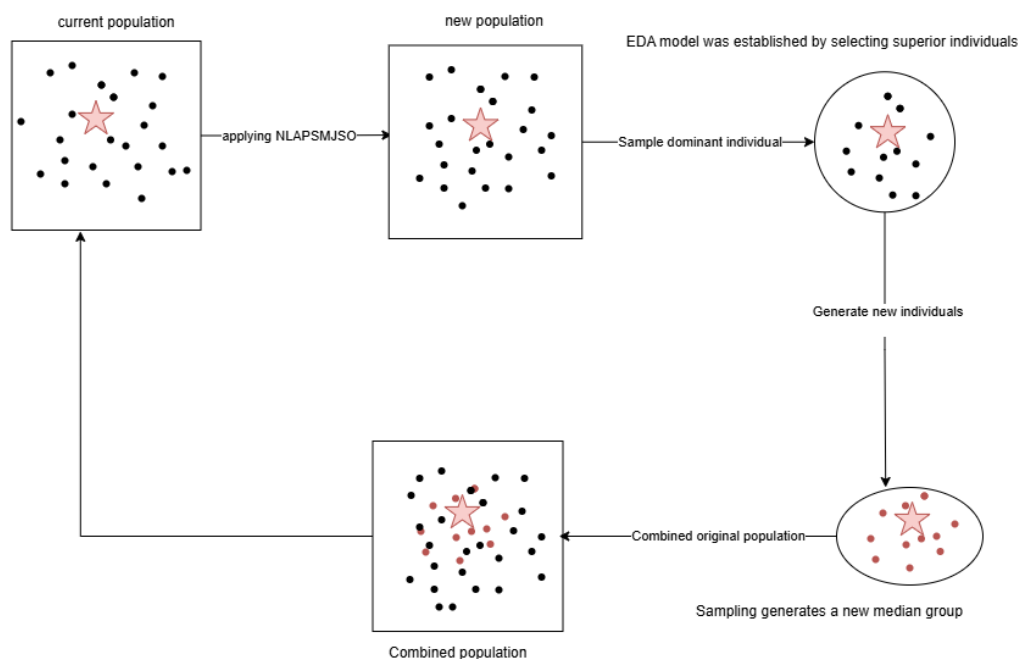 current population
new population
EDA model was established by selecting superior individuals
applying NLAPSMJSO
Sample dominant individual
Generate new individuals
Combined original population
Sampling generates a new median group
Combined population